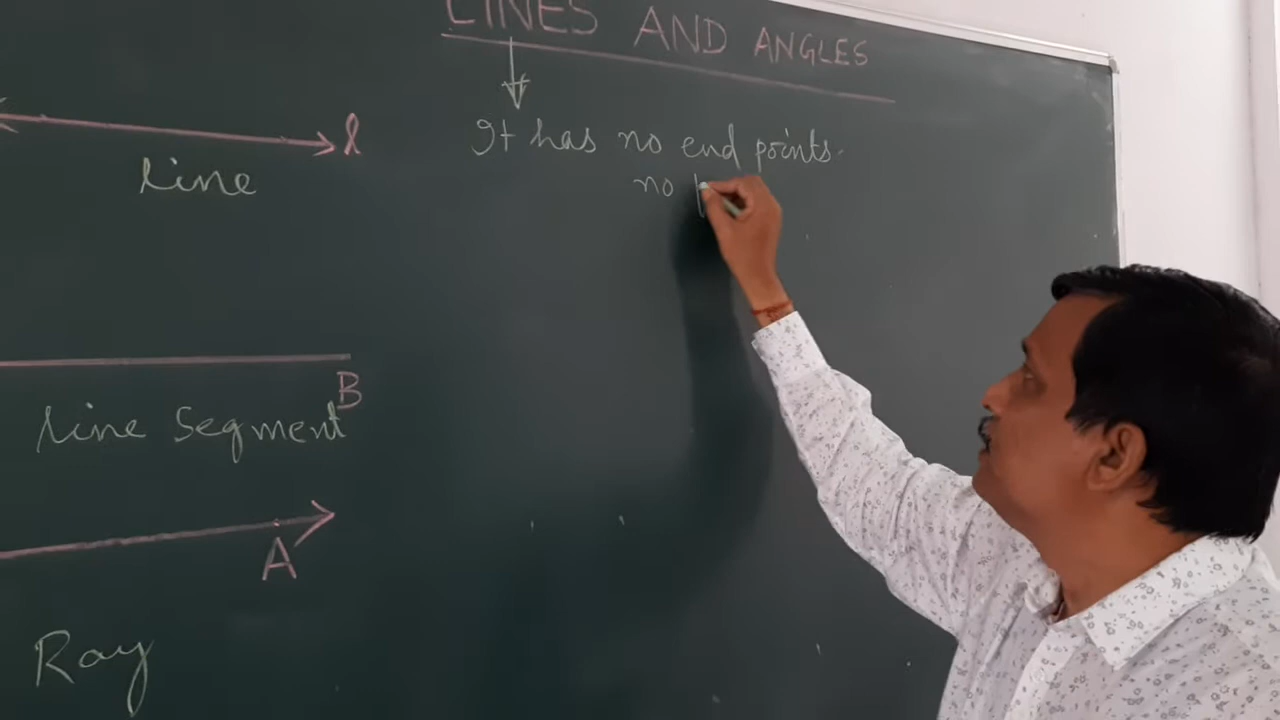 LINES AND ANGLES
It has no end points.
no
l
line
B
line Segment
A
Ray